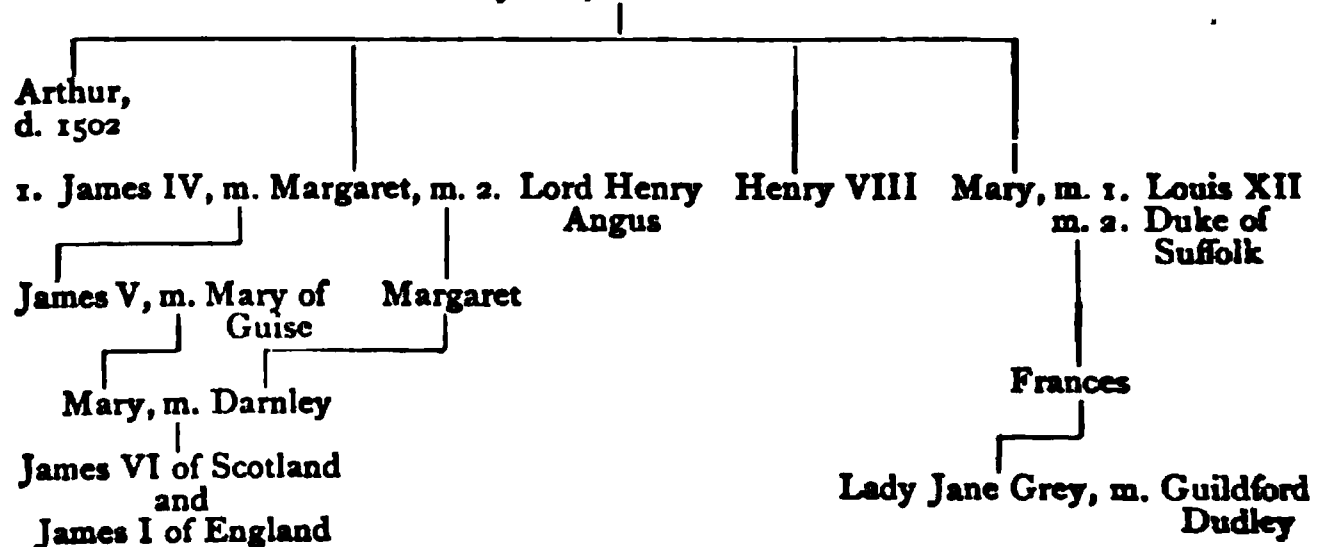 Arthur,
d. 1502
1. James IV, m. Margaret, m. 2. Lord Henry Angus Henry VIII Mary, m. 1. Louis XII
m. 2. Duke of Suffolk
James V, m. Mary of Guise Margaret
Frances
Mary, m. Darnley
James VI of Scotland
and
James I of England
Lady Jane Grey, m. Guildford
Dudley